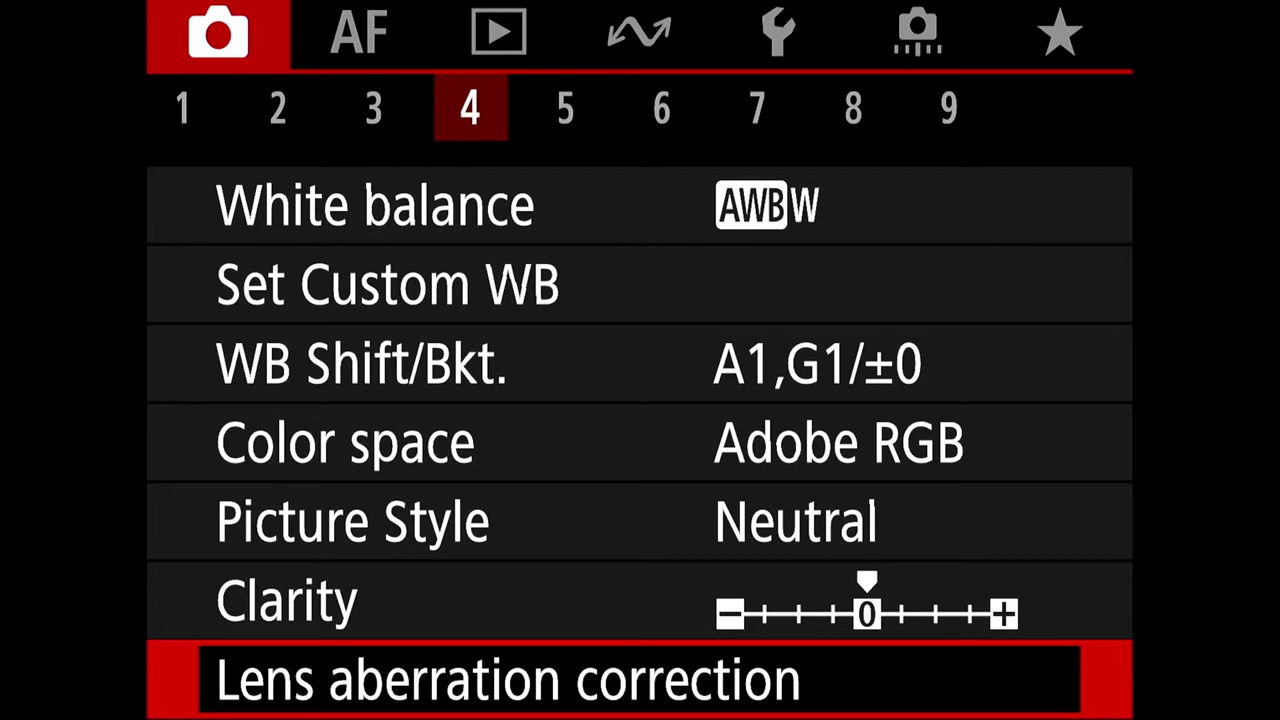 AF
1 2 3 4 5 6 7 8 9
White balance AWB W
Set Custom WB
WB Shift/Bkt. A1,G1/±0
Color space Adobe RGB
Picture Style Neutral
Clarity − 0 +
Lens aberration correction